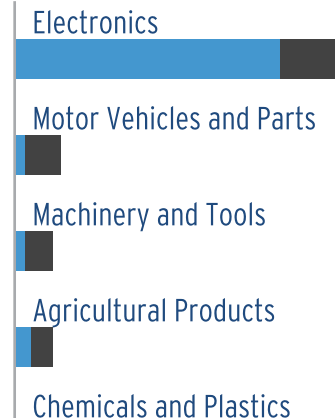 Electronics
Motor Vehicles and Parts
Machinery and Tools
Agricultural Products
Chemicals and Plastics